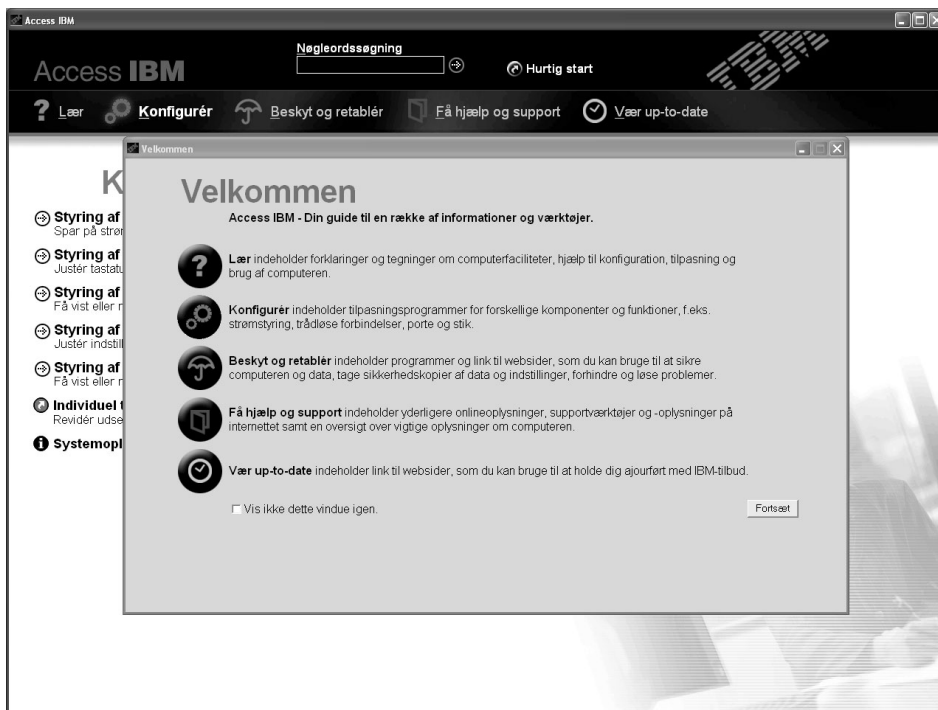 Access IBM
Nøgleordssøgning
Access IBM
Hurtig start
IBM
? Lær
Konfigurér
Beskyt og retablér
Få hjælp og support
Vær up-to-date
K
Styring af
Spar på strøm
Styring af
Justér tastatu
Styring af
Få vist eller r
Styring af
Justér indstill
Styring af
Få vist eller r
Individuel t
Revidér udse
Systemopl
Velkommen
Velkommen
Access IBM - Din guide til en række af informationer og værktøjer.
Lær indeholder forklaringer og tegninger om computerfaciliteter, hjælp til konfiguration, tilpasning og
brug af computeren.
Konfigurér indeholder tilpasningsprogrammer for forskellige komponenter og funktioner, f.eks.
strømstyring, trådløse forbindelser, porte og stik.
Beskyt og retablér indeholder programmer og link til websider, som du kan bruge til at sikre
computeren og data, tage sikkerhedskopier af data og indstillinger, forhindre og løse problemer.
Få hjælp og support indeholder yderligere onlineoplysninger, supportværktøjer og -oplysninger på
internettet samt en oversigt over vigtige oplysninger om computeren.
Vær up-to-date indeholder link til websider, som du kan bruge til at holde dig ajourført med IBM-tilbud.
Vis ikke dette vindue igen.
Fortsæt